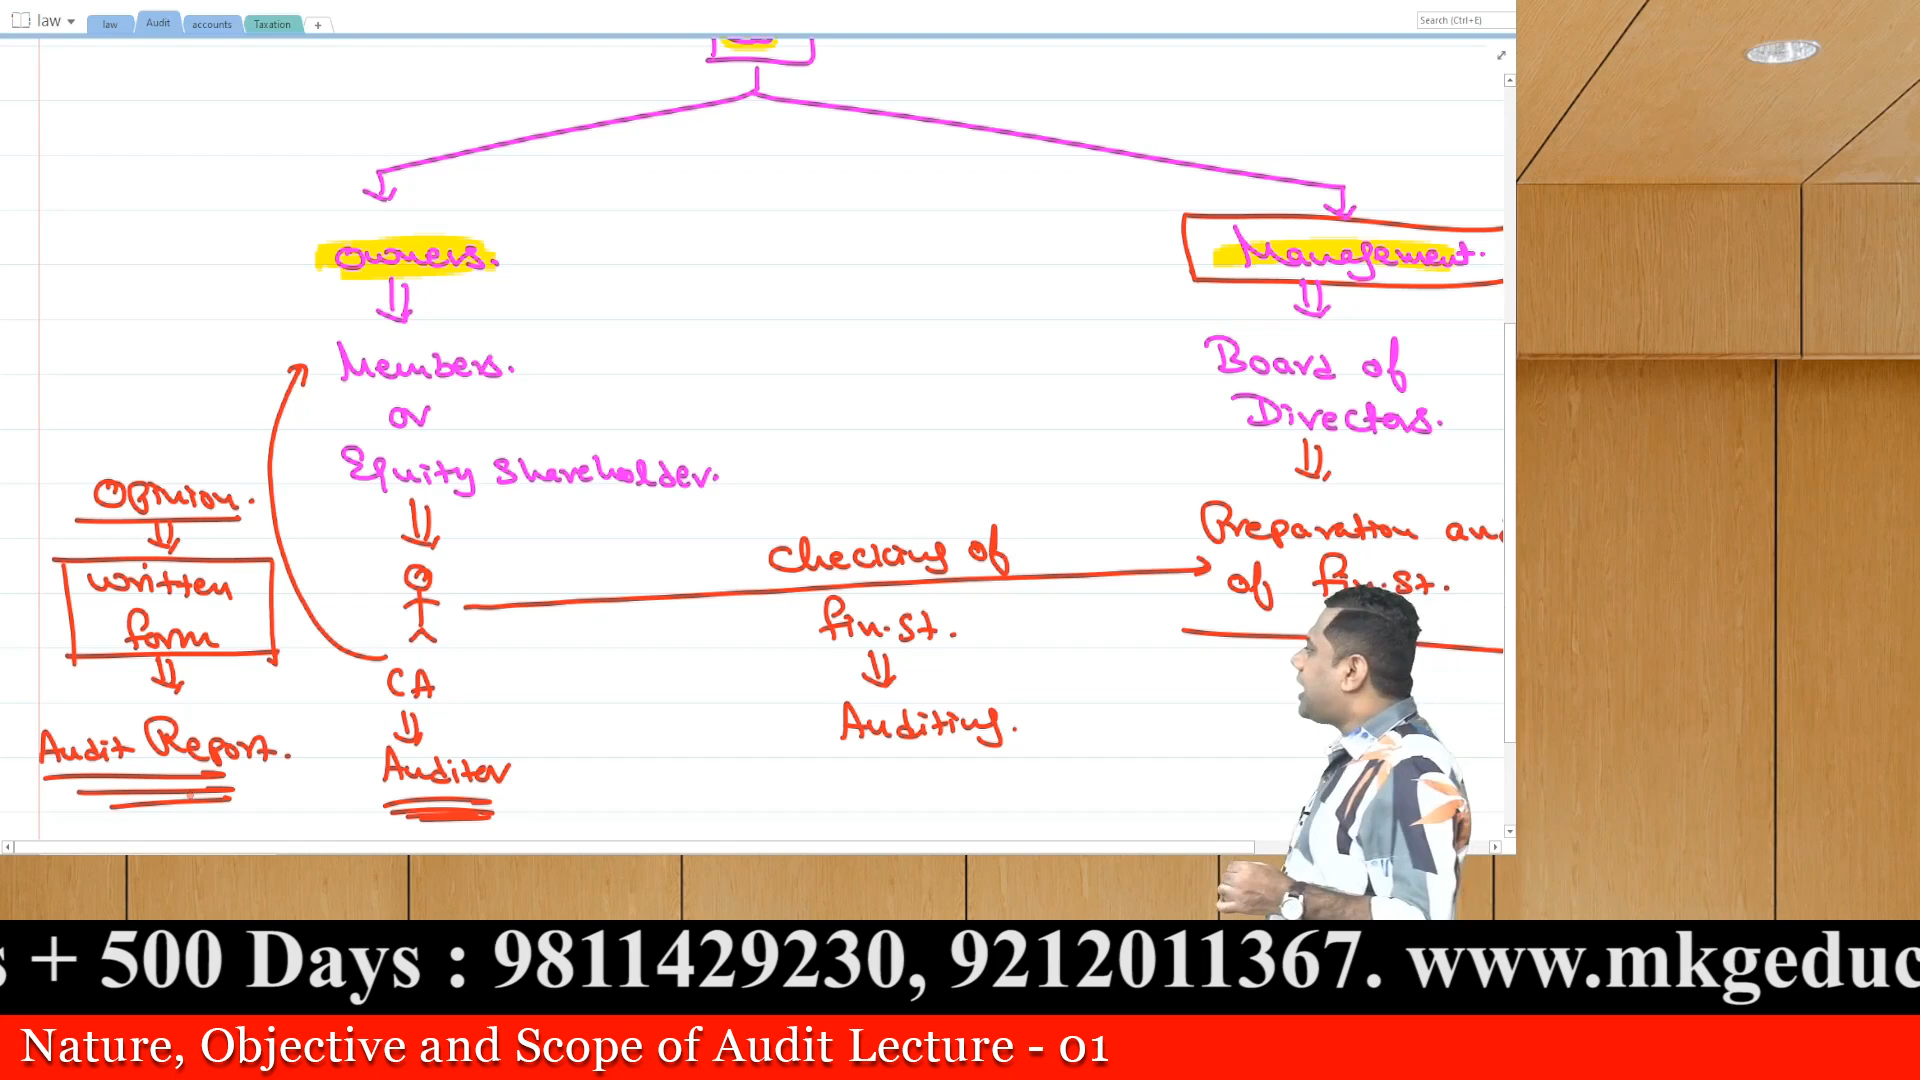 law
law
Audit
accounts
Taxation
+
Search (Ctrl+E)
Owners.
Management.
Members.
or
Equity Shareholder.
Board of
Directors.
Opinion.
written
form
Audit Report.
CA
Auditor
Checking of
fin. st.
Auditing.
Preparation an
of fin. st.
s + 500 Days : 9811429230, 9212011367. www.mkgeduc
Nature, Objective and Scope of Audit Lecture - 01